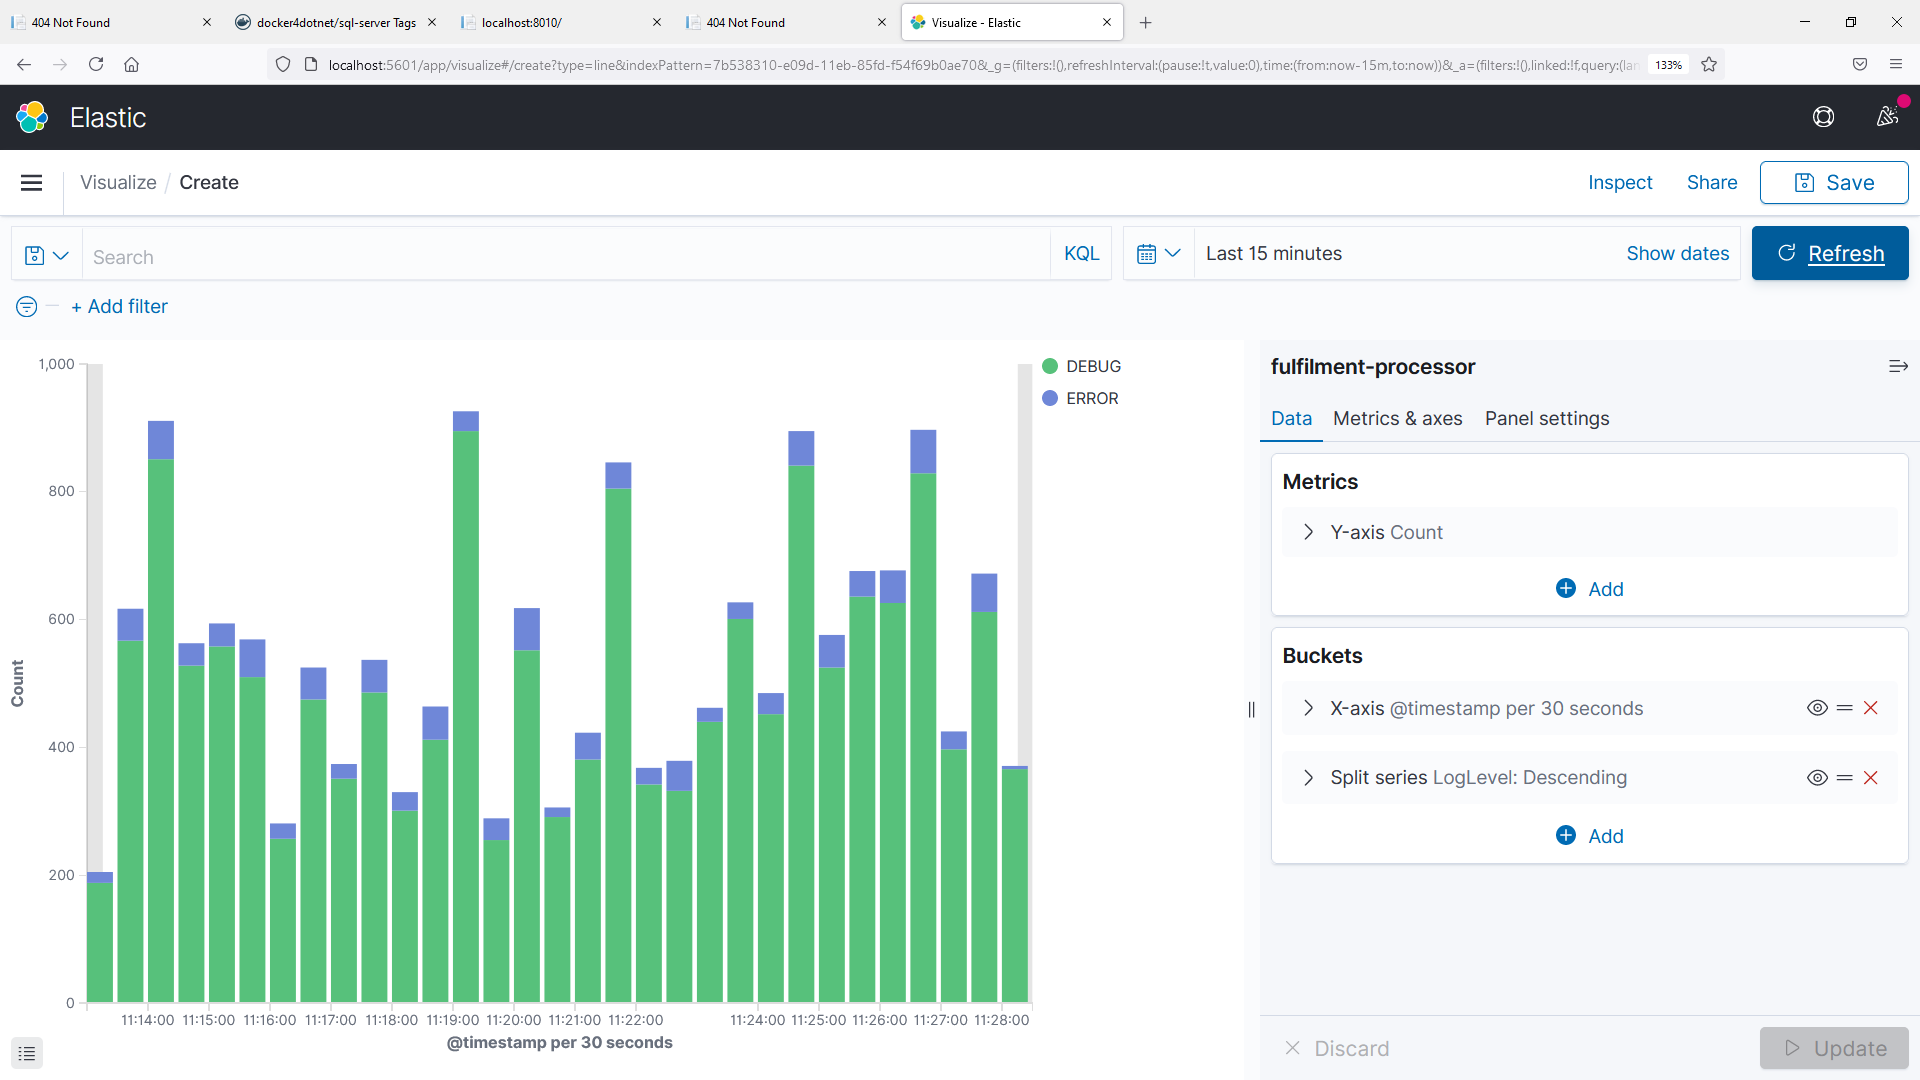 404 Not Found
docker4dotnet/sql-server Tags
localhost:8010/
404 Not Found
Visualize - Elastic
localhost:5601/app/visualize#/create?type=line&indexPattern=7b538310-e09d-11eb-85fd-f54f69b0ae70&_g=(filters:!(),refreshInterval:(pause:!t,value:0),time:(from:now-15m,to:now))&_a=(filters:!(),linked:!f,query:(lan
133%
Elastic
Visualize / Create
Inspect
Share
Save
Search
KQL
Last 15 minutes
Show dates
Refresh
+ Add filter
1,000
800
600
400
200
0
Count
11:14:00 11:15:00 11:16:00 11:17:00 11:18:00 11:19:00 11:20:00 11:21:00 11:22:00 11:24:00 11:25:00 11:26:00 11:27:00 11:28:00
@timestamp per 30 seconds
DEBUG
ERROR
fulfilment-processor
Data
Metrics & axes
Panel settings
Metrics
Y-axis Count
Add
Buckets
X-axis @timestamp per 30 seconds
Split series LogLevel: Descending
Add
Discard
Update